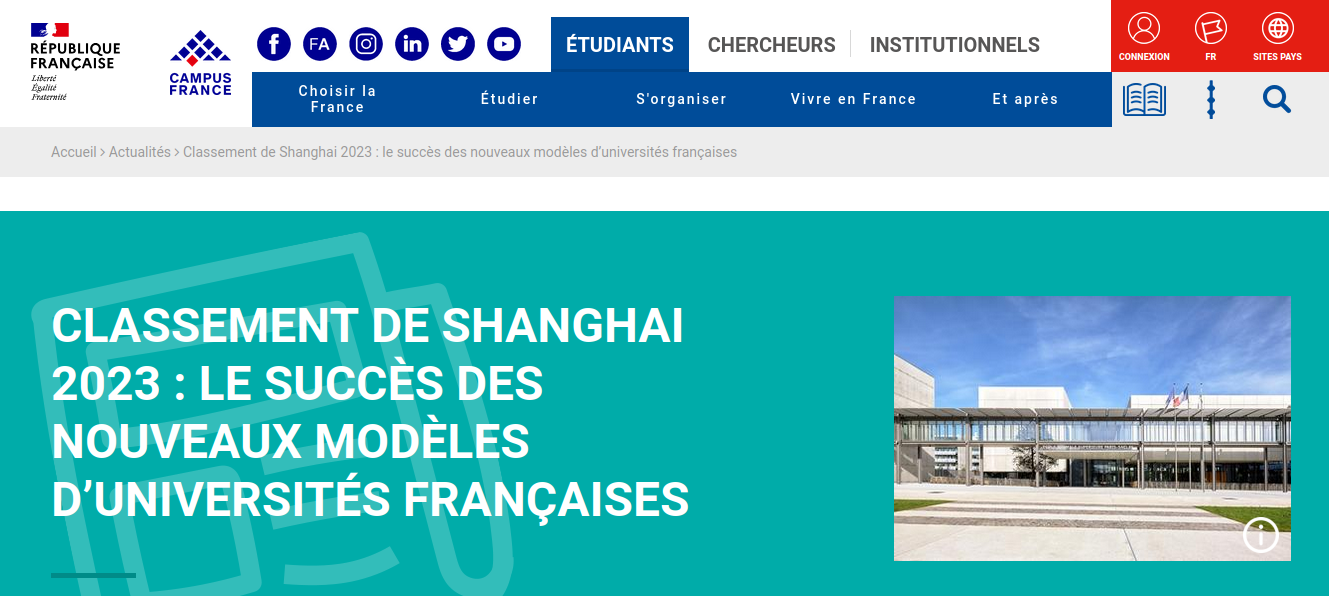 RÉPUBLIQUE
FRANÇAISE
Liberté
Égalité
Fraternité
CAMPUS
FRANCE
FA
in
ÉTUDIANTS
CHERCHEURS
INSTITUTIONNELS
CONNEXION
FR
SITES PAYS
Choisir la
France
Étudier
S'organiser
Vivre en France
Et après
Accueil > Actualités > Classement de Shanghai 2023 : le succès des nouveaux modèles d’universités françaises
CLASSEMENT DE SHANGHAI
2023 : LE SUCCÈS DES
NOUVEAUX MODÈLES
D’UNIVERSITÉS FRANÇAISES